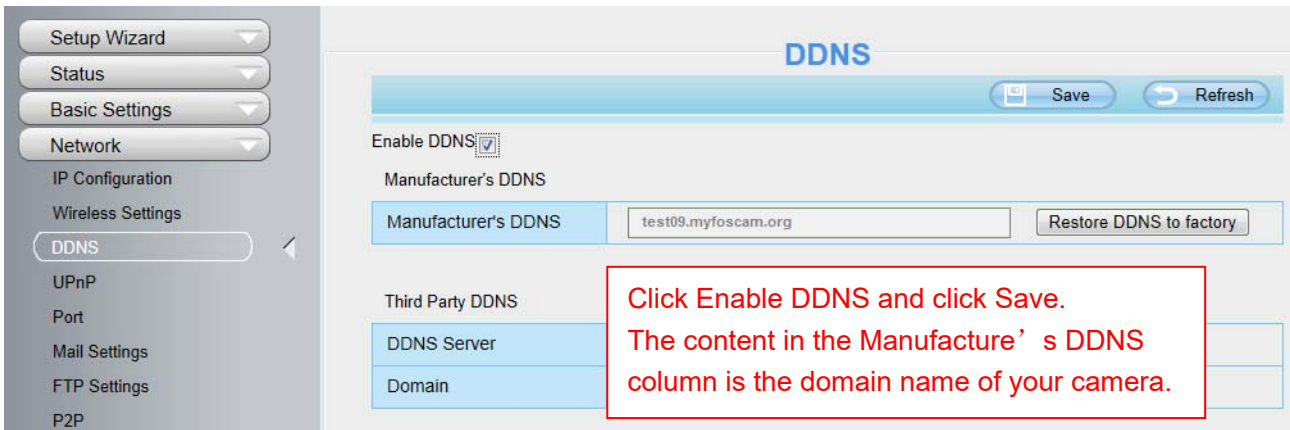 Setup Wizard
Status
Basic Settings
Network
IP Configuration
Wireless Settings
DDNS
UPnP
Port
Mail Settings
FTP Settings
P2P
DDNS
Save
Refresh
Enable DDNS
Manufacturer's DDNS
Manufacturer's DDNS
test09.myfoscam.org
Restore DDNS to factory
Third Party DDNS
DDNS Server
Domain
Click Enable DDNS and click Save.
The content in the Manufacture’s DDNS
column is the domain name of your camera.